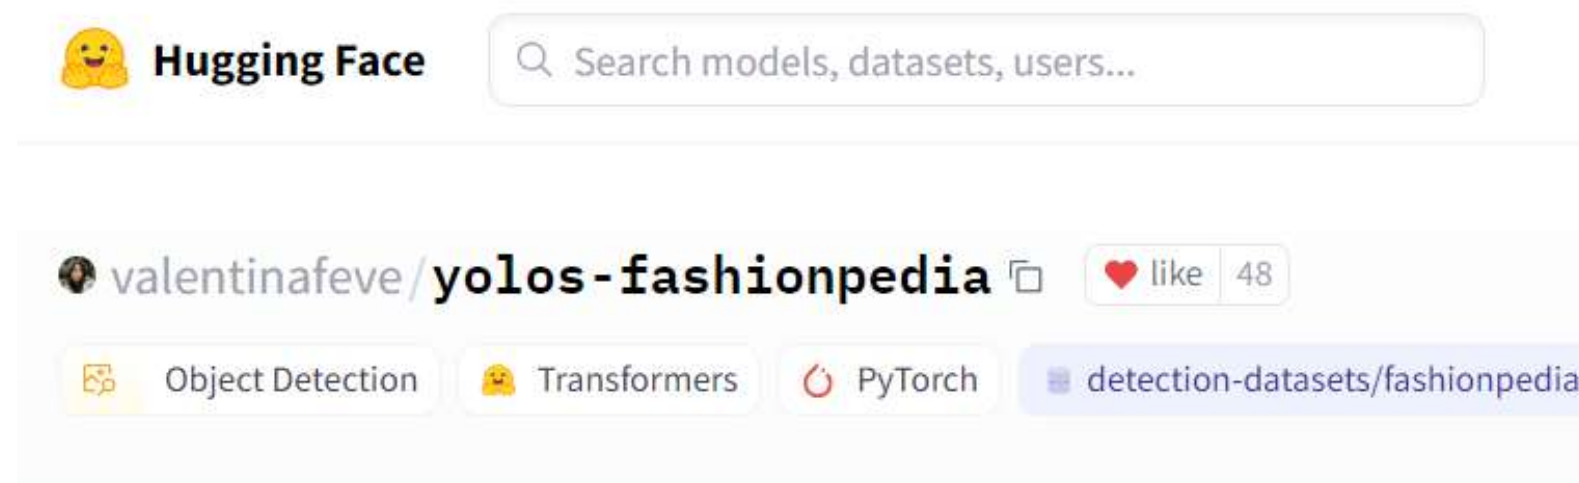 Hugging Face Search models, datasets, users...
valentinafeve/yolos-fashionpedia like 48
Object Detection Transformers PyTorch detection-datasets/fashionpedia